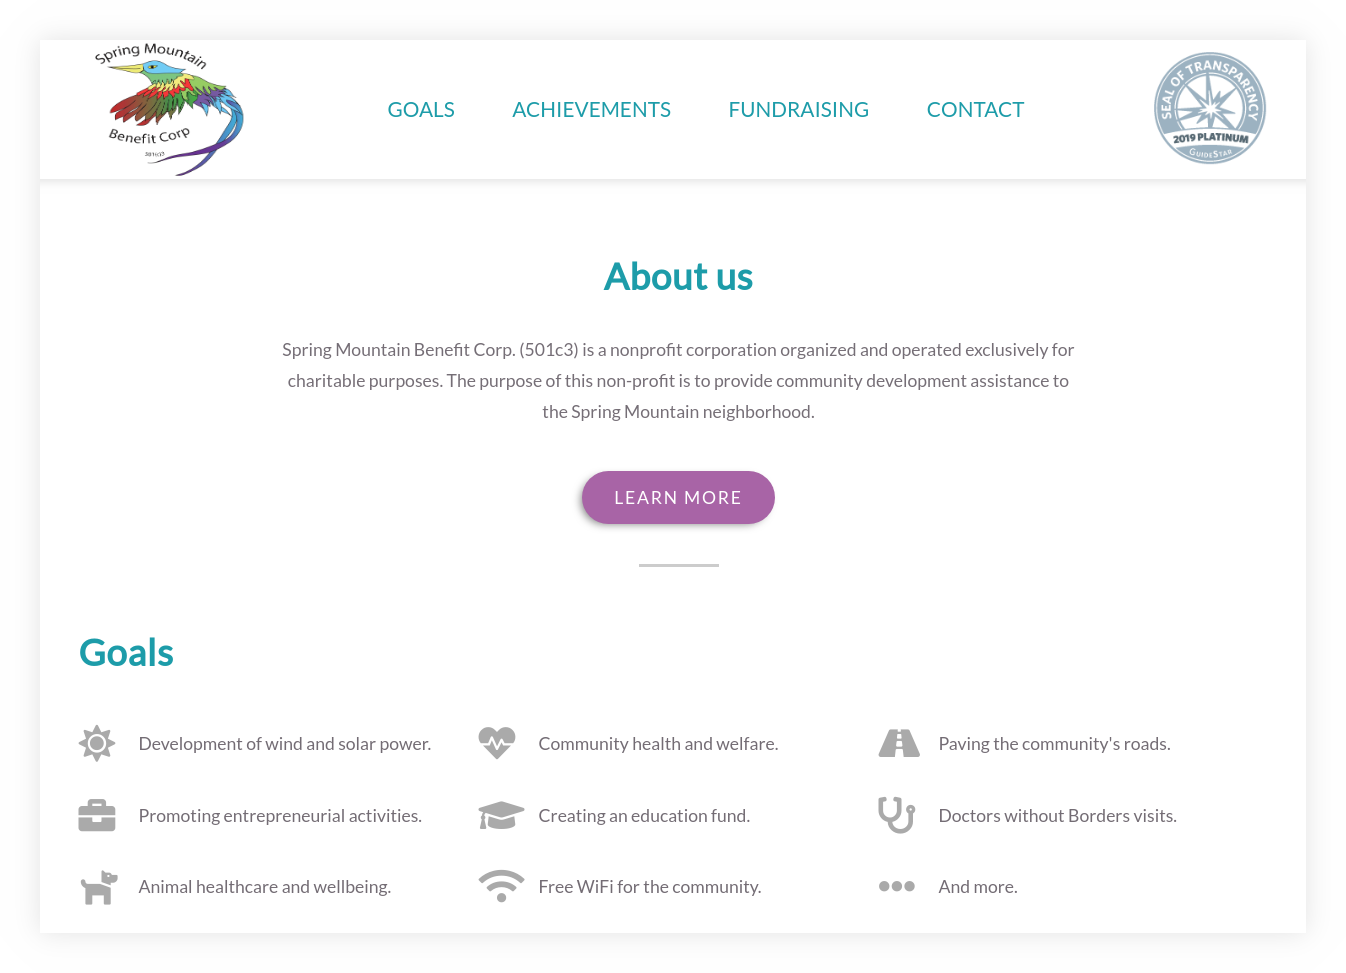 Spring Mountain
Benefit Corp
501(c)3
GOALS ACHIEVEMENTS FUNDRAISING CONTACT
SEAL OF TRANSPARENCY
2019 PLATINUM
GUIDESTAR
About us
Spring Mountain Benefit Corp. (501c3) is a nonprofit corporation organized and operated exclusively for
charitable purposes. The purpose of this non-profit is to provide community development assistance to
the Spring Mountain neighborhood.
LEARN MORE
Goals
Development of wind and solar power.
Community health and welfare.
Paving the community's roads.
Promoting entrepreneurial activities.
Creating an education fund.
Doctors without Borders visits.
Animal healthcare and wellbeing.
Free WiFi for the community.
And more.